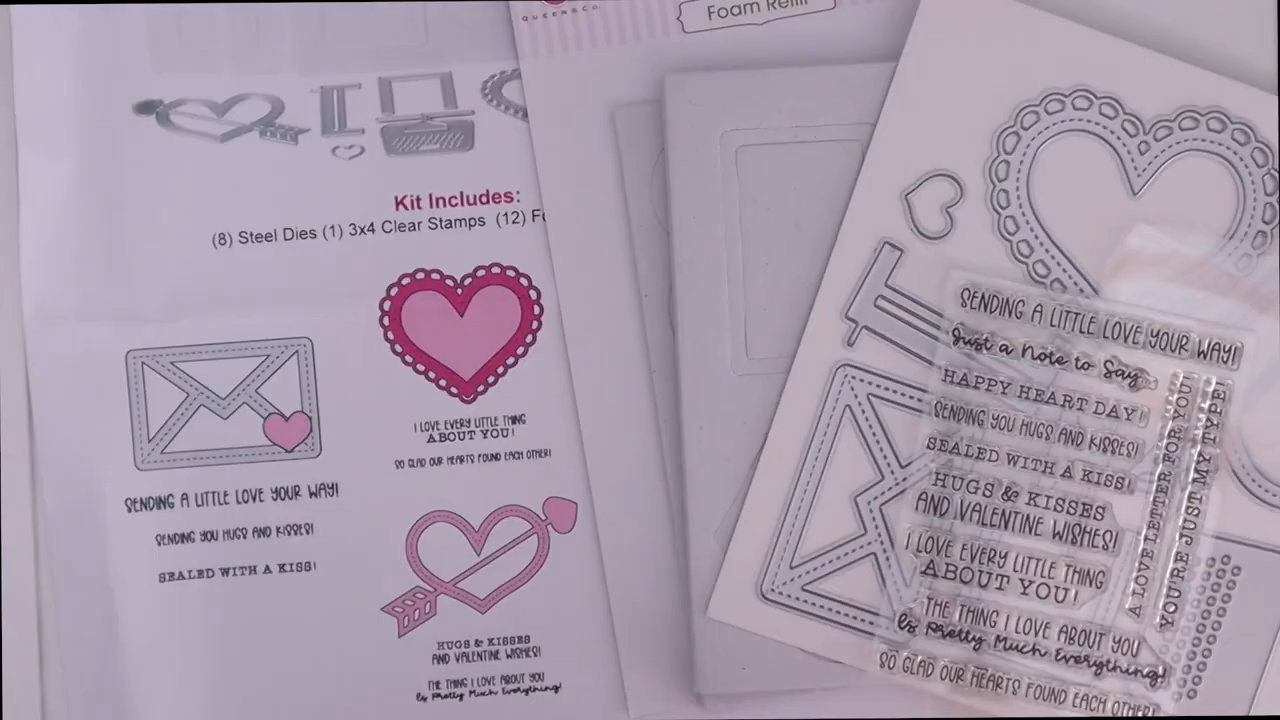 QUEEN&CO.
Foam Refill
Kit Includes:
(8) Steel Dies (1) 3x4 Clear Stamps (12)
I LOVE EVERY LITTLE THING
ABOUT YOU!
SO GLAD OUR HEARTS FOUND EACH OTHER!
SENDING A LITTLE LOVE YOUR WAY!
SENDING YOU HUGS AND KISSES!
SEALED WITH A KISS!
HUGS & KISSES
AND VALENTINE WISHES!
THE THING I LOVE ABOUT YOU
Is Pretty Much Everything!
SENDING A LITTLE LOVE YOUR WAY!
Just a Note to Say...
HAPPY HEART DAY!
SENDING YOU HUGS AND KISSES!
SEALED WITH A KISS!
HUGS & KISSES
AND VALENTINE WISHES!
I LOVE EVERY LITTLE THING
ABOUT YOU!
THE THING I LOVE ABOUT YOU
Is Pretty Much Everything!
SO GLAD OUR HEARTS FOUND EACH OTHER!
A LOVE LETTER FOR YOU
YOU'RE JUST MY TYPE!